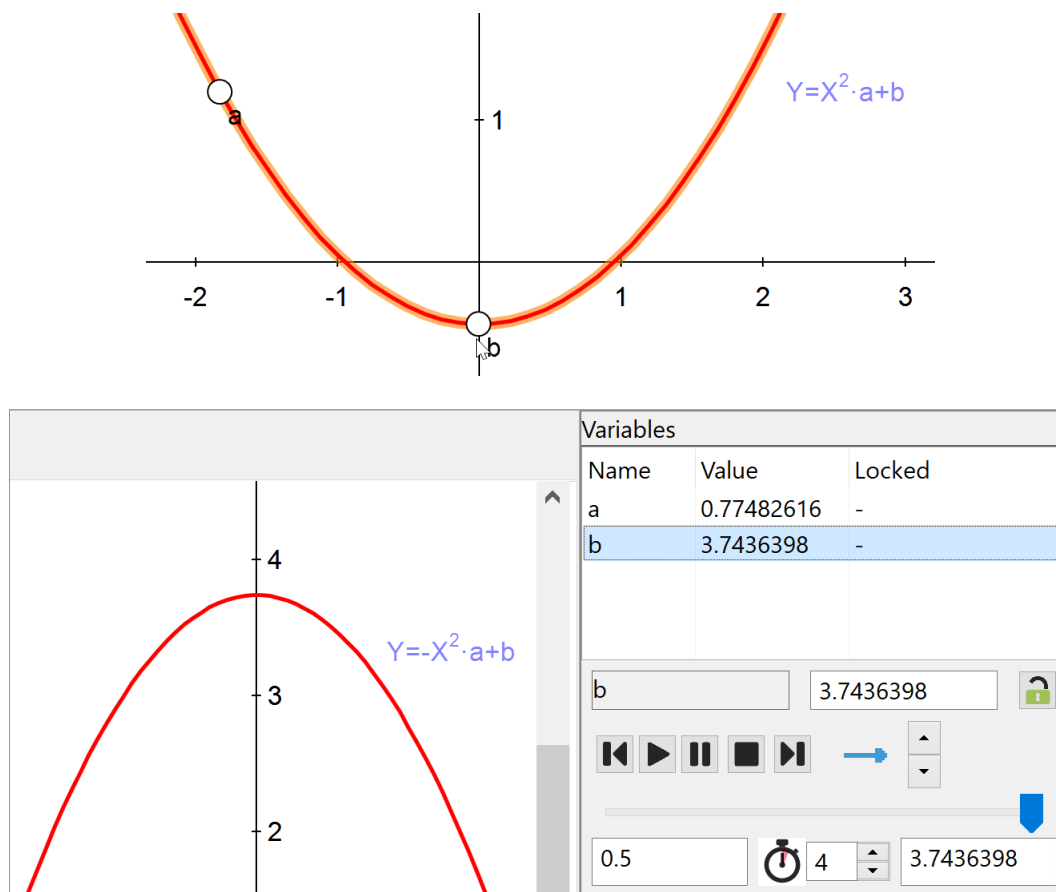 Y=X²·a+b
a
1
-2 -1 1 2 3
b
Variables
Name Value Locked
a 0.77482616 -
b 3.7436398 -
4
Y=-X²·a+b
3
b 3.7436398
2
0.5 4 3.7436398